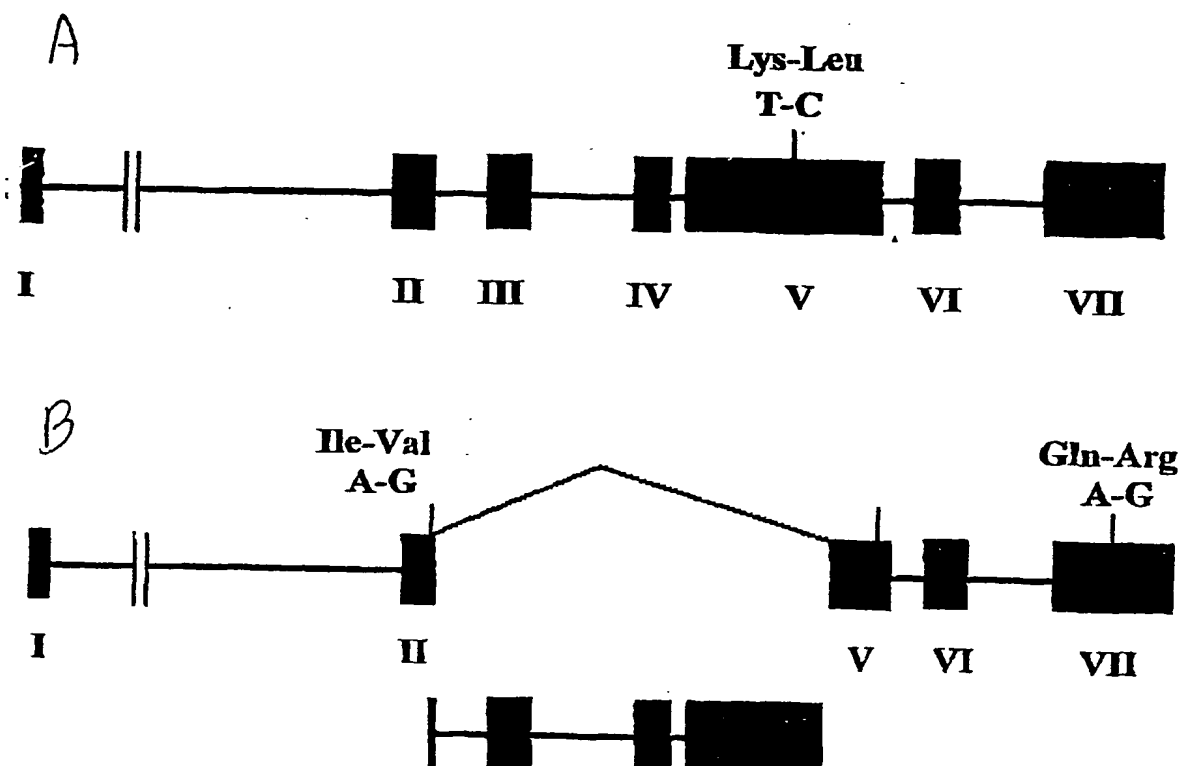 A
Lys-Leu
T-C
I II III IV V VI VII
B
Ile-Val
A-G
Gln-Arg
A-G
I II V VI VII